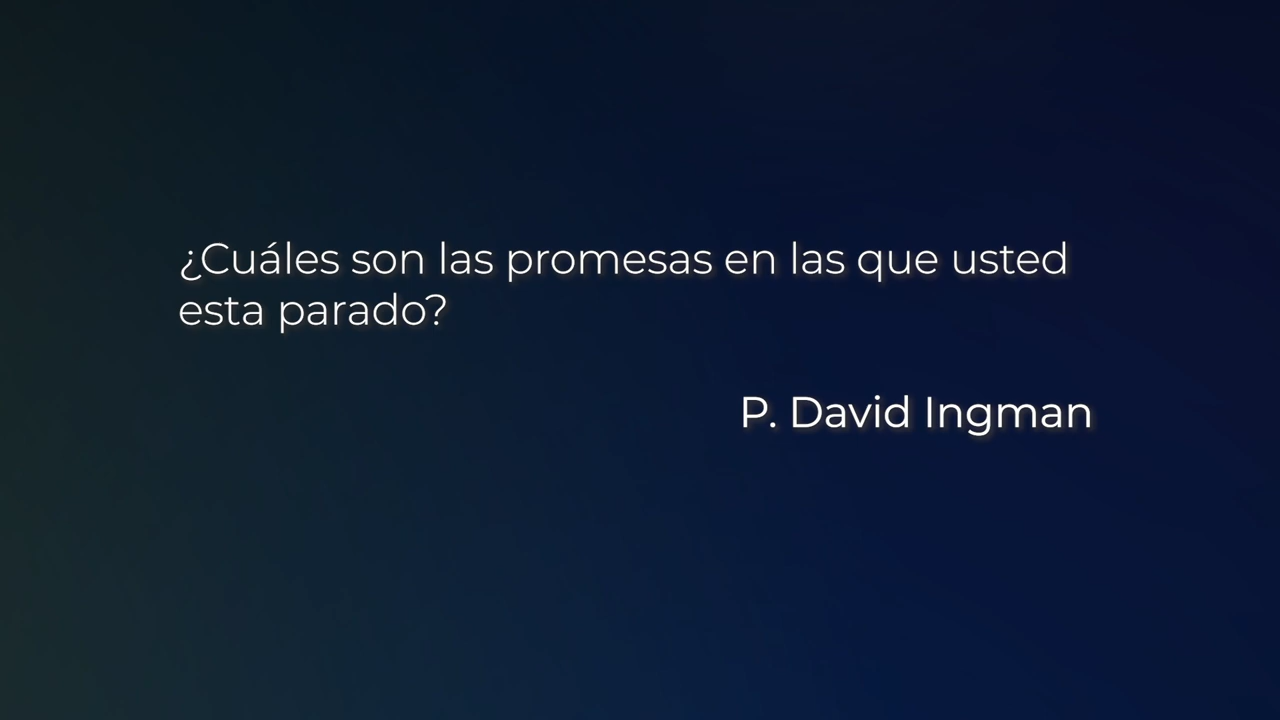 ¿Cuáles son las promesas en las que usted
esta parado?
P. David Ingman